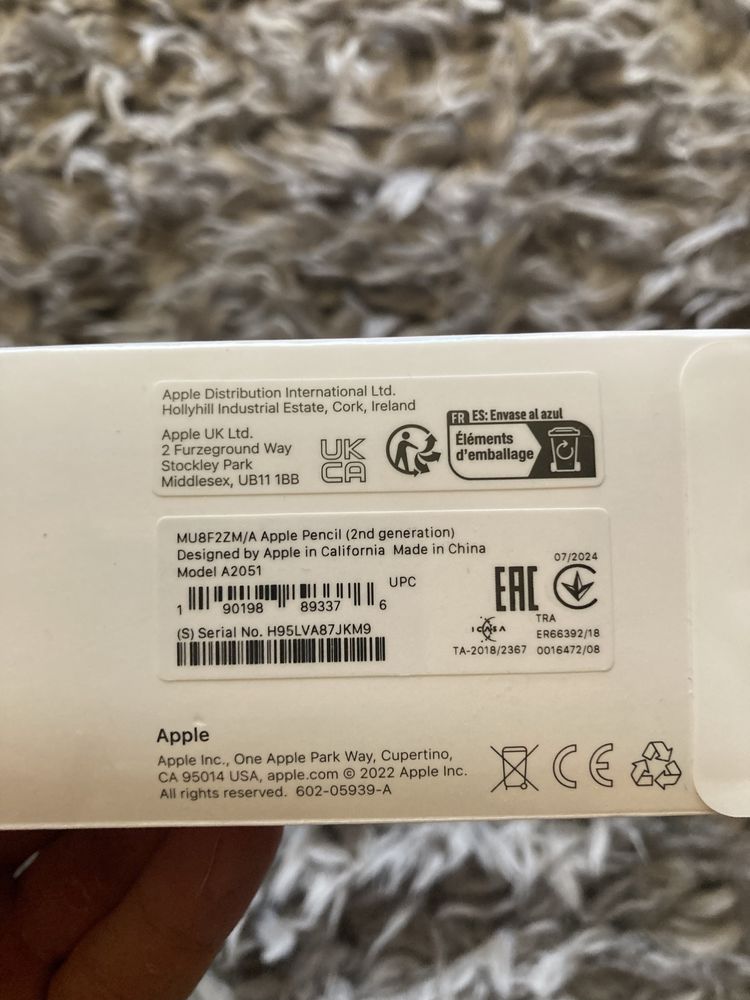 Apple Distribution International Ltd.
Hollyhill Industrial Estate, Cork, Ireland
Apple UK Ltd.
2 Furzeground Way
Stockley Park
Middlesex, UB11 1BB
UK
CA
FR ES: Envase al azul
Éléments
d'emballage
MU8F2ZM/A Apple Pencil (2nd generation)
Designed by Apple in California Made in China
Model A2051
UPC
1 90198 89337 6
(S) Serial No. H95LVA87JKM9
07/2024
EAC
ICASA
TA-2018/2367
TRA
ER66392/18
0016472/08
Apple
Apple Inc., One Apple Park Way, Cupertino,
CA 95014 USA, apple.com © 2022 Apple Inc.
All rights reserved. 602-05939-A
CE